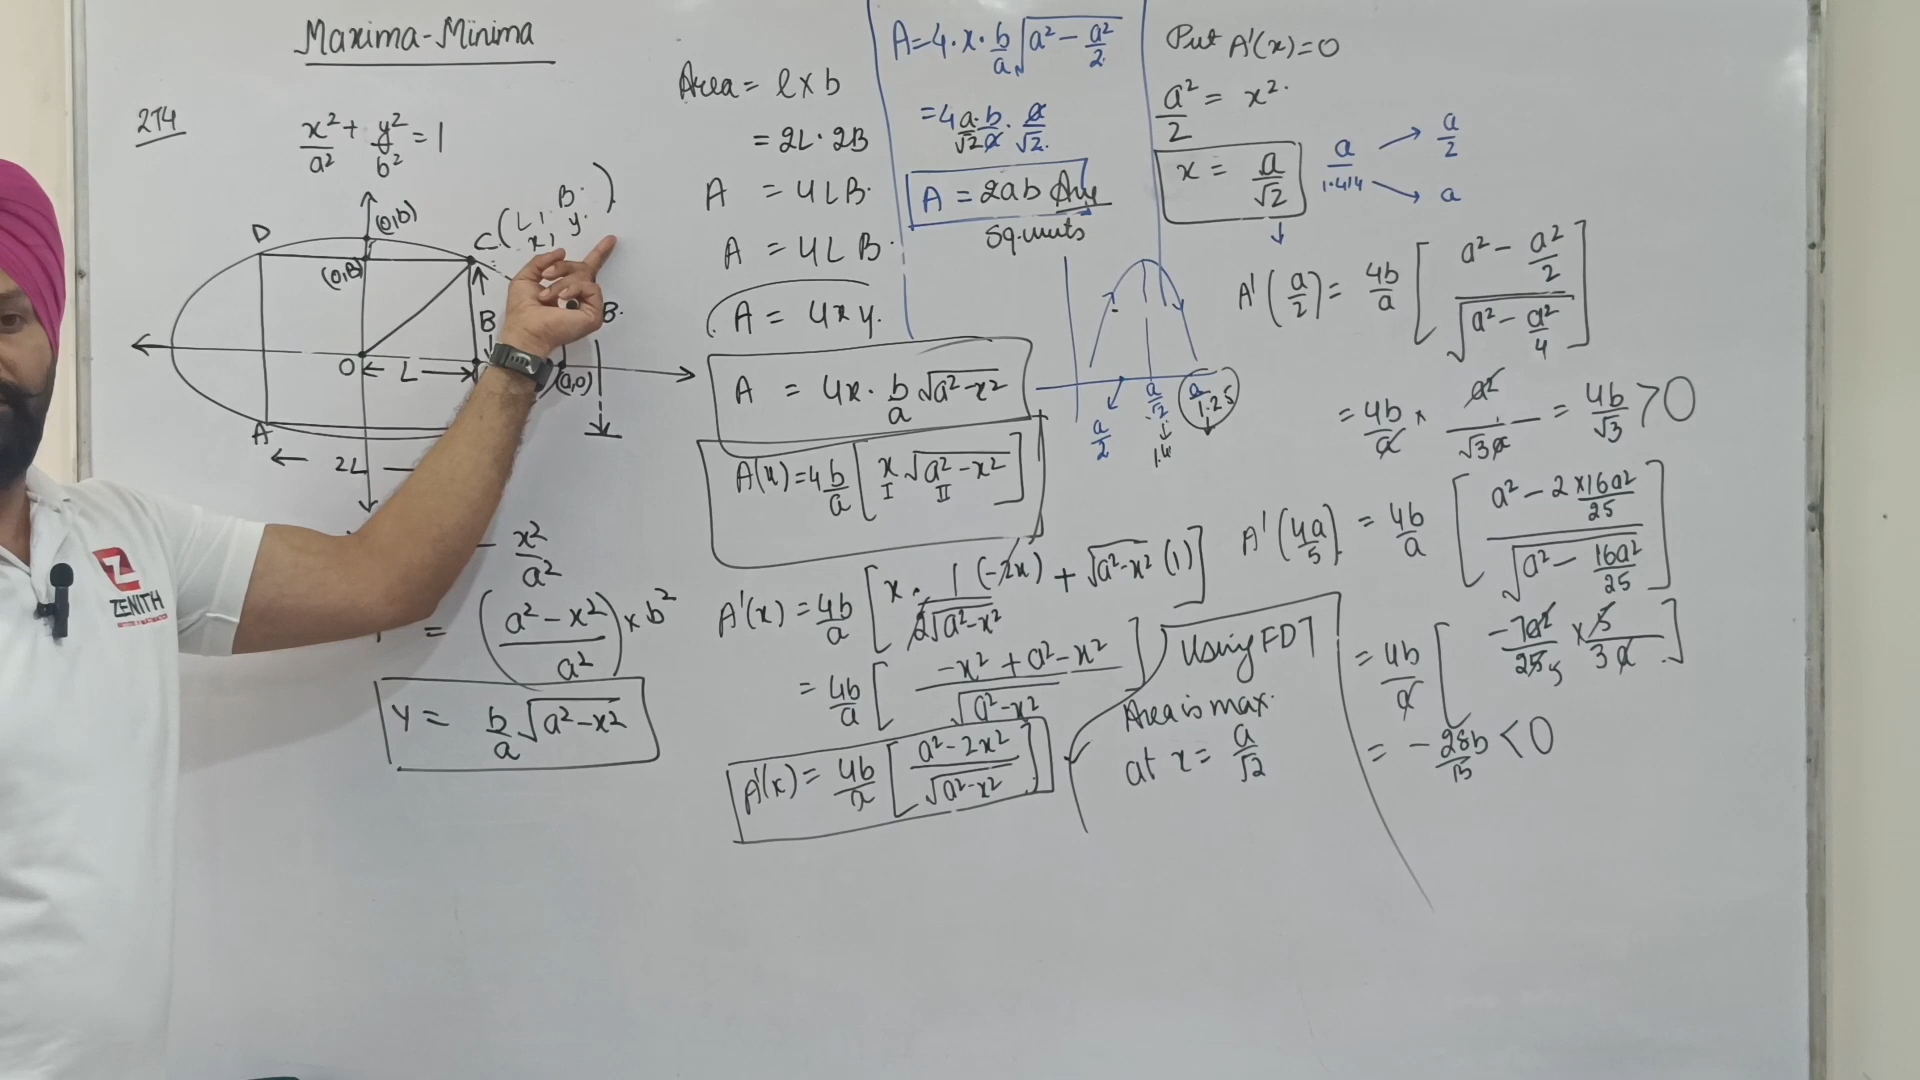 Maxima-Minima
274
x²/a² + y²/b² = 1
(0,b)
D
C (L, B)
x, y
(0,B)
B
B
O
L
(a,0)
A
2L
- x²/a²
= ((a² - x²)/a²) × b²
Y = b/a √(a²-x²)
ZENITH
Area = l × b
= 2L · 2B
A = 4LB
A = 4LB
A = 4xy
A = 4x · b/a √(a²-x²)
A(x) = 4 b/a [x √(a²-x²)]
I II
A'(x) = 4b/a [x · 1/(2√(a²-x²)) (-2x) + √(a²-x²) (1)]
= 4b/a [(-x² + a² - x²)/√(a²-x²)]
A'(x) = 4b/a [(a² - 2x²)/√(a²-x²)]
A = 4·x· b/a √(a² - a²/2)
= 4 a/√2 · b/a · a/√2
A = 2ab Ans
Sq.units
Put A'(x) = 0
a²/2 = x²
x = a/√2
a/1.414
a/2
a
a/2
a/√2
1.4
a/1.25
A'(a/2) = 4b/a [(a² - a²/2)/√(a² - a²/4)]
= 4b/a × a²/√3a = 4b/√3 > 0
A'(4a/5) = 4b/a [(a² - 2×16a²/25)/√(a² - 16a²/25)]
= 4b/a [-7a²/25 5 × 5/3a]
= -28b/15 < 0
Using FDT
Area is max.
at x = a/√2